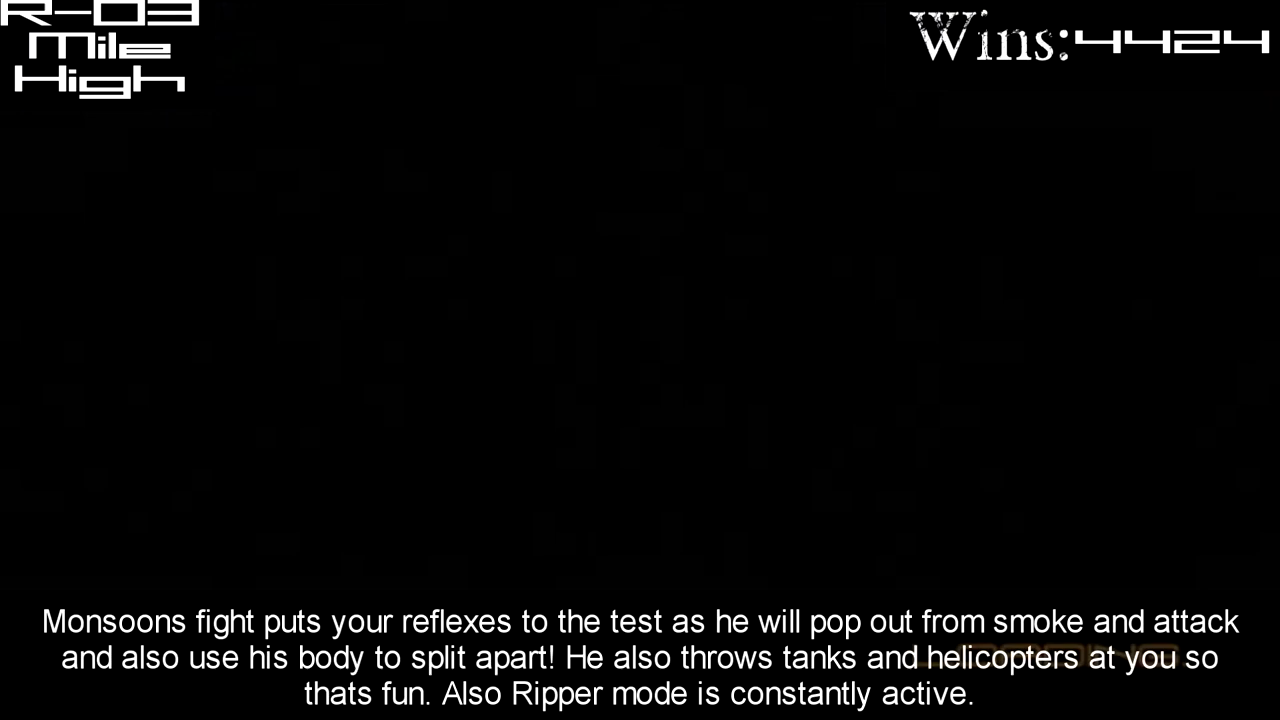 R-03
Mile
High
Wins:4424
Monsoons fight puts your reflexes to the test as he will pop out from smoke and attack
and also use his body to split apart! He also throws tanks and helicopters at you so
thats fun. Also Ripper mode is constantly active.